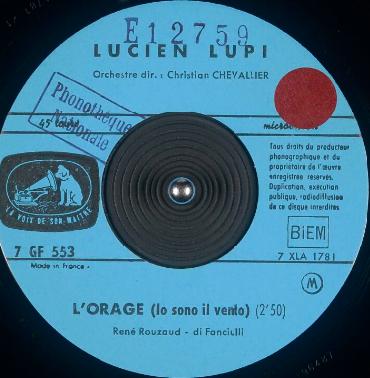 E12759
LUCIEN LUPI
Orchestre dir. : Christian CHEVALLIER
Phonothèque
Nationale
45 tours
Tous droits du producteur
phonographique et du
propriétaire de l'œuvre
enregistrée réservés.
Duplication, exécution
publique, radiodiffusion
de ce disque interdites
LA VOIX DE SON MAITRE
BIEM
7 GF 553
7 XLA 1781
Made in France
M
L'ORAGE (Io sono il vento) (2'50)
René Rouzaud - di Fanciulli